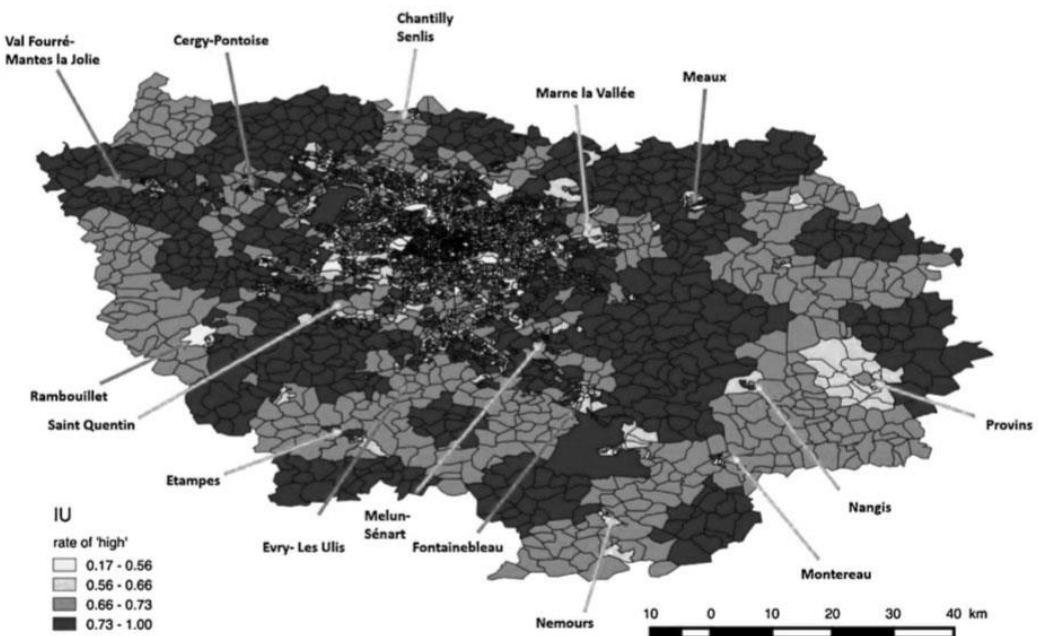 Chantilly
Senlis
Val Fourré-
Mantes la Jolie
Cergy-Pontoise
Marne la Vallée
Meaux
Rambouillet
Saint Quentin
Provins
Etampes
Nangis
Melun-
Sénart
Evry- Les Ulis
Fontainebleau
Montereau
Nemours
IU
rate of 'high'
0.17 - 0.56
0.56 - 0.66
0.66 - 0.73
0.73 - 1.00
10 0 10 20 30 40 km